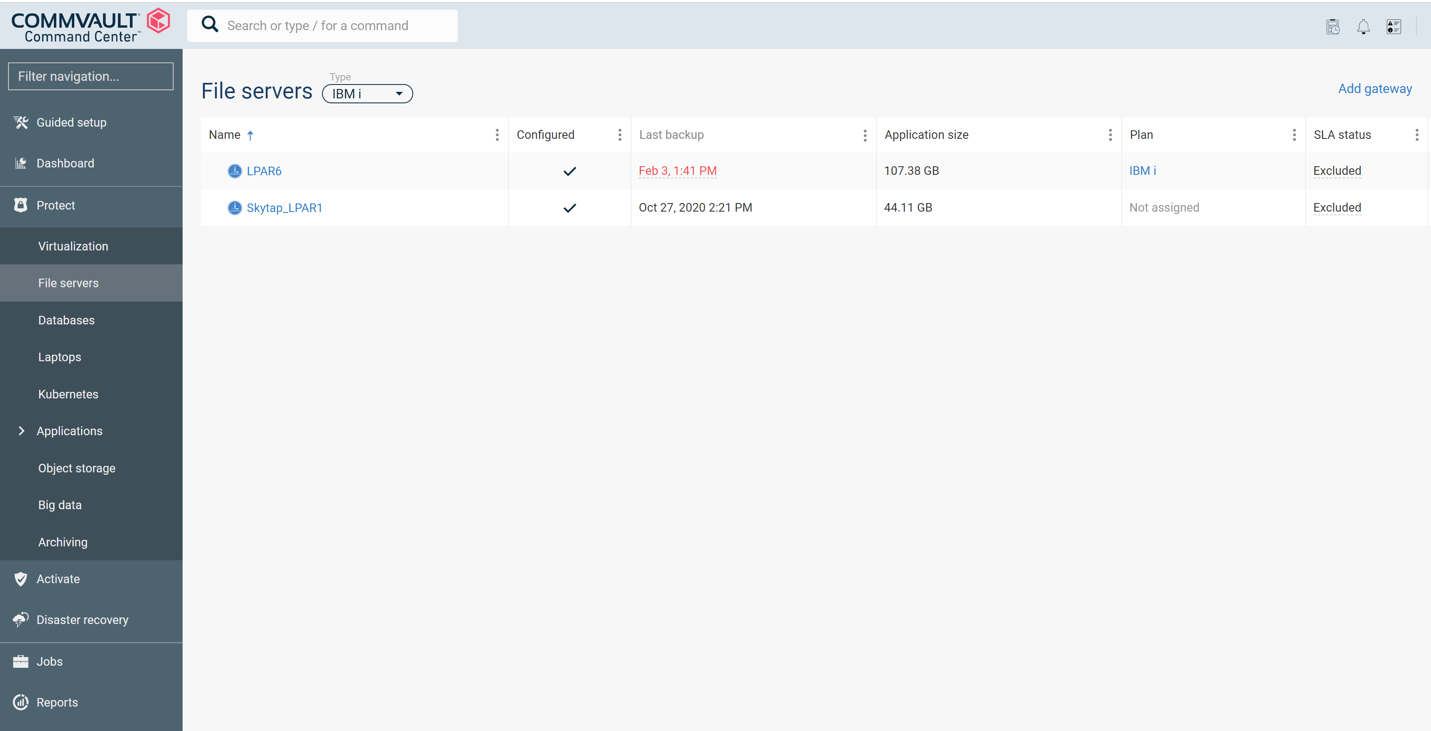 COMMVAULT
Command Center™
Search or type / for a command
Filter navigation...
Guided setup
Dashboard
Protect
Virtualization
File servers
Databases
Laptops
Kubernetes
Applications
Object storage
Big data
Archiving
Activate
Disaster recovery
Jobs
Reports
File servers
Type
IBM i
Add gateway
Name ↑ Configured Last backup Application size Plan SLA status
LPAR6 Feb 3, 1:41 PM 107.38 GB IBM i Excluded
Skytap_LPAR1 Oct 27, 2020 2:21 PM 44.11 GB Not assigned Excluded